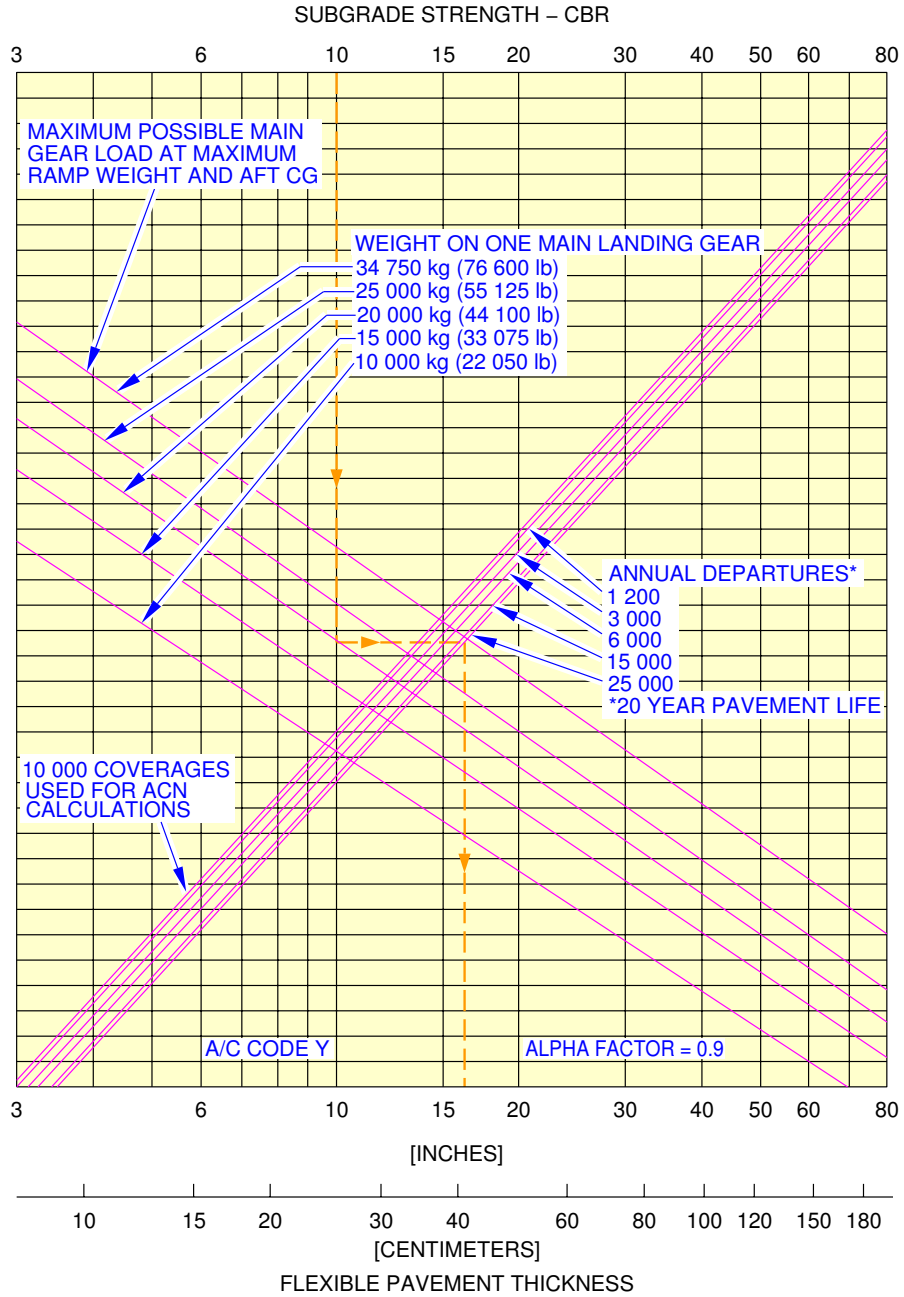 SUBGRADE STRENGTH – CBR
3 6 10 15 20 30 40 50 60 80
MAXIMUM POSSIBLE MAIN
GEAR LOAD AT MAXIMUM
RAMP WEIGHT AND AFT CG
WEIGHT ON ONE MAIN LANDING GEAR
34 750 kg (76 600 lb)
25 000 kg (55 125 lb)
20 000 kg (44 100 lb)
15 000 kg (33 075 lb)
10 000 kg (22 050 lb)
ANNUAL DEPARTURES*
1 200
3 000
6 000
15 000
25 000
*20 YEAR PAVEMENT LIFE
10 000 COVERAGES
USED FOR ACN
CALCULATIONS
A/C CODE Y
ALPHA FACTOR = 0.9
3 6 10 15 20 30 40 50 60 80
[INCHES]
10 15 20 30 40 60 80 100 120 150 180
[CENTIMETERS]
FLEXIBLE PAVEMENT THICKNESS